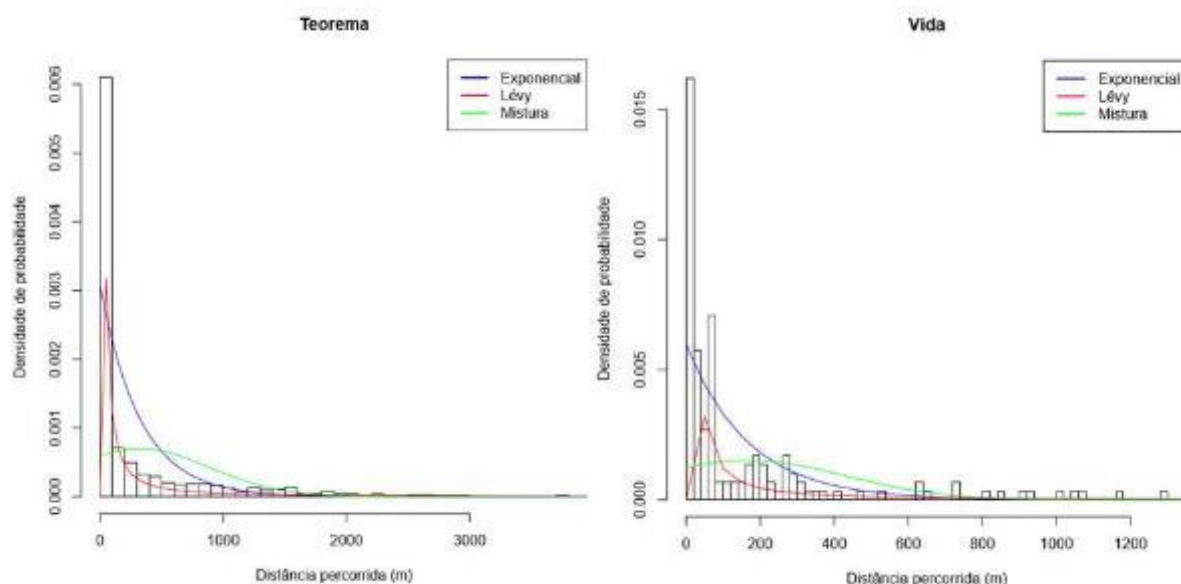 Teorema
Exponencial
Lévy
Mistura
Densidade de probabilidade
0.000
0.001
0.002
0.003
0.004
0.005
0.006
0
1000
2000
3000
Distância percorrida (m)
Vida
Exponencial
Lévy
Mistura
Densidade de probabilidade
0.000
0.005
0.010
0.015
0
200
400
600
800
1000
1200
Distância percorrida (m)